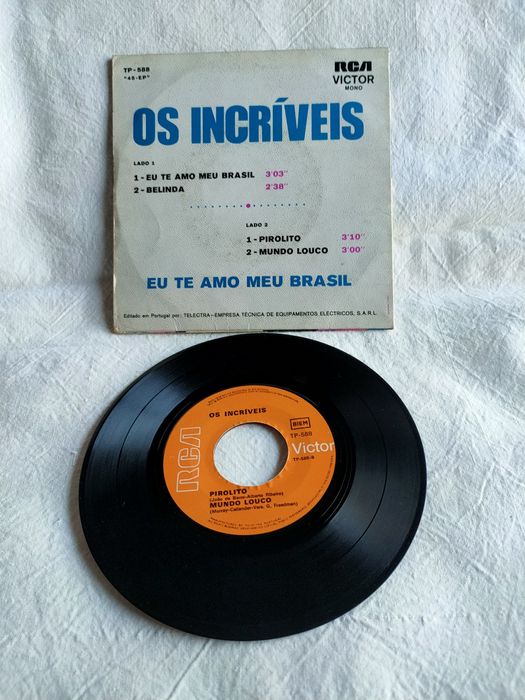 TP-588
"45-EP"
RCA
VICTOR
MONO
OS INCRÍVEIS
LADO 1
1-EU TE AMO MEU BRASIL 3'03"
2-BELINDA 2'38"
LADO 2
1-PIROLITO 3'10"
2-MUNDO LOUCO 3'00"
EU TE AMO MEU BRASIL
Editado em Portugal por: TELECTRA-EMPRESA TÉCNICA DE EQUIPAMENTOS ELÉCTRICOS, S.A.R.L.
OS INCRÍVEIS
RCA
BIEM
TP-588
Victor
PIROLITO
MUNDO LOUCO